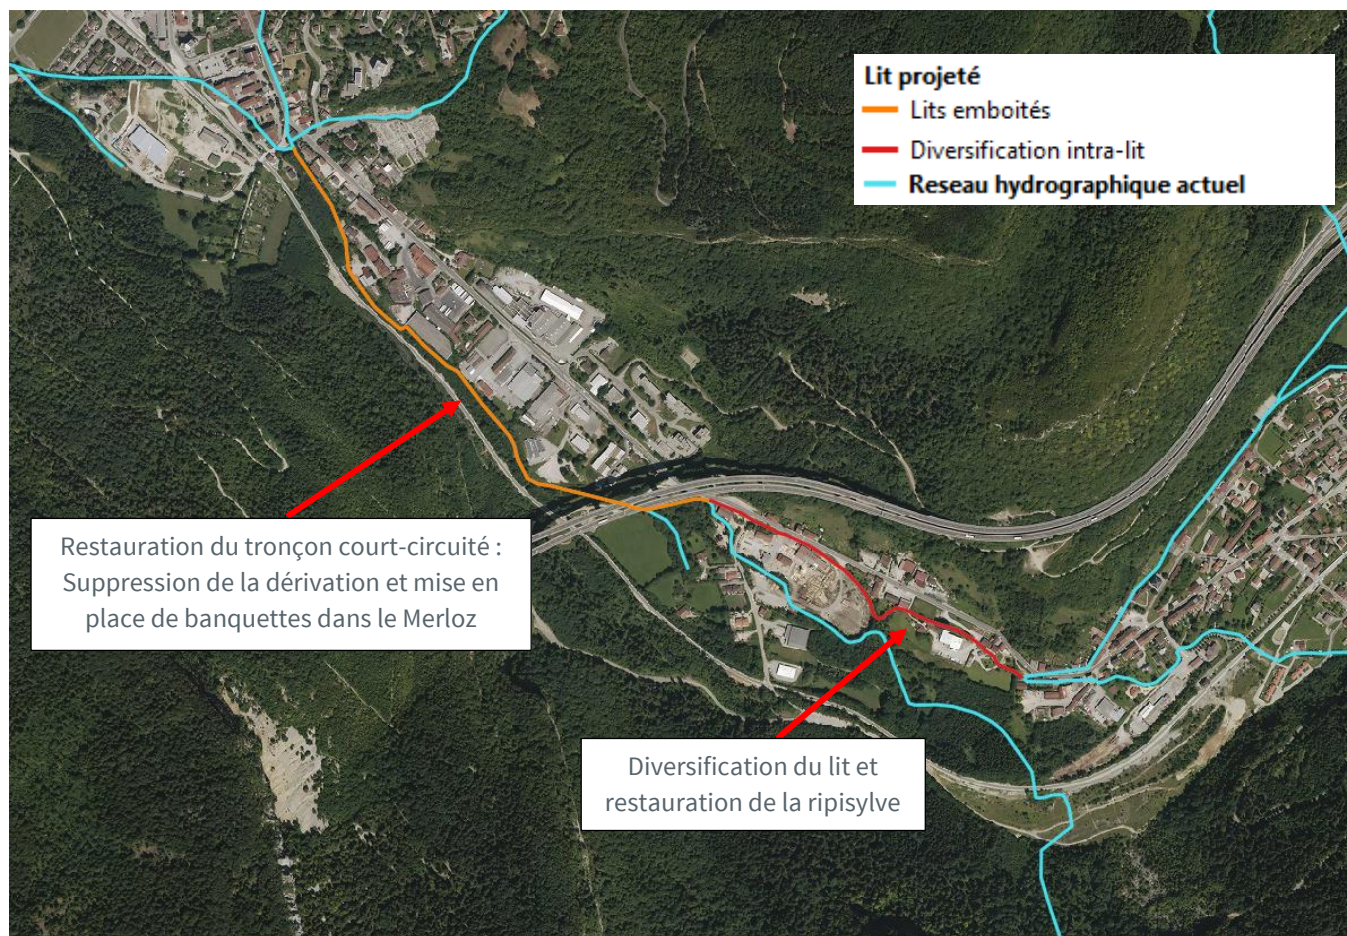 Lit projeté
Lits emboités
Diversification intra-lit
Reseau hydrographique actuel
Restauration du tronçon court-circuité :
Suppression de la dérivation et mise en
place de banquettes dans le Merloz
Diversification du lit et
restauration de la ripisylve